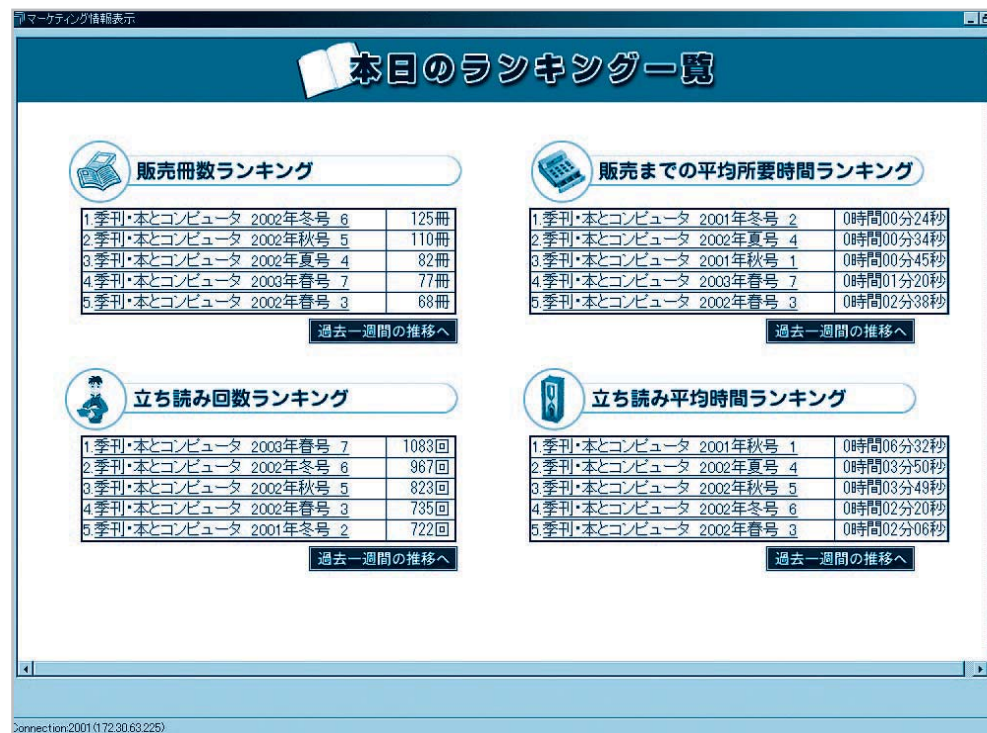 マーケティング情報表示
本日のランキング一覧
販売冊数ランキング
1.季刊・本とコンピュータ 2002年冬号 6 125冊
2.季刊・本とコンピュータ 2002年秋号 5 110冊
3.季刊・本とコンピュータ 2002年夏号 4 82冊
4.季刊・本とコンピュータ 2003年春号 7 77冊
5.季刊・本とコンピュータ 2002年春号 3 68冊
過去一週間の推移へ
販売までの平均所要時間ランキング
1.季刊・本とコンピュータ 2001年冬号 2 0時間00分24秒
2.季刊・本とコンピュータ 2002年夏号 4 0時間00分34秒
3.季刊・本とコンピュータ 2001年秋号 1 0時間00分45秒
4.季刊・本とコンピュータ 2003年春号 7 0時間01分20秒
5.季刊・本とコンピュータ 2002年春号 3 0時間02分38秒
過去一週間の推移へ
立ち読み回数ランキング
1.季刊・本とコンピュータ 2003年春号 7 1083回
2.季刊・本とコンピュータ 2002年冬号 6 967回
3.季刊・本とコンピュータ 2002年秋号 5 823回
4.季刊・本とコンピュータ 2002年春号 3 735回
5.季刊・本とコンピュータ 2001年冬号 2 722回
過去一週間の推移へ
立ち読み平均時間ランキング
1.季刊・本とコンピュータ 2001年秋号 1 0時間06分32秒
2.季刊・本とコンピュータ 2002年夏号 4 0時間03分50秒
3.季刊・本とコンピュータ 2002年秋号 5 0時間03分49秒
4.季刊・本とコンピュータ 2002年冬号 6 0時間02分20秒
5.季刊・本とコンピュータ 2002年春号 3 0時間02分06秒
過去一週間の推移へ
Connection:2001(172.30.63.225)